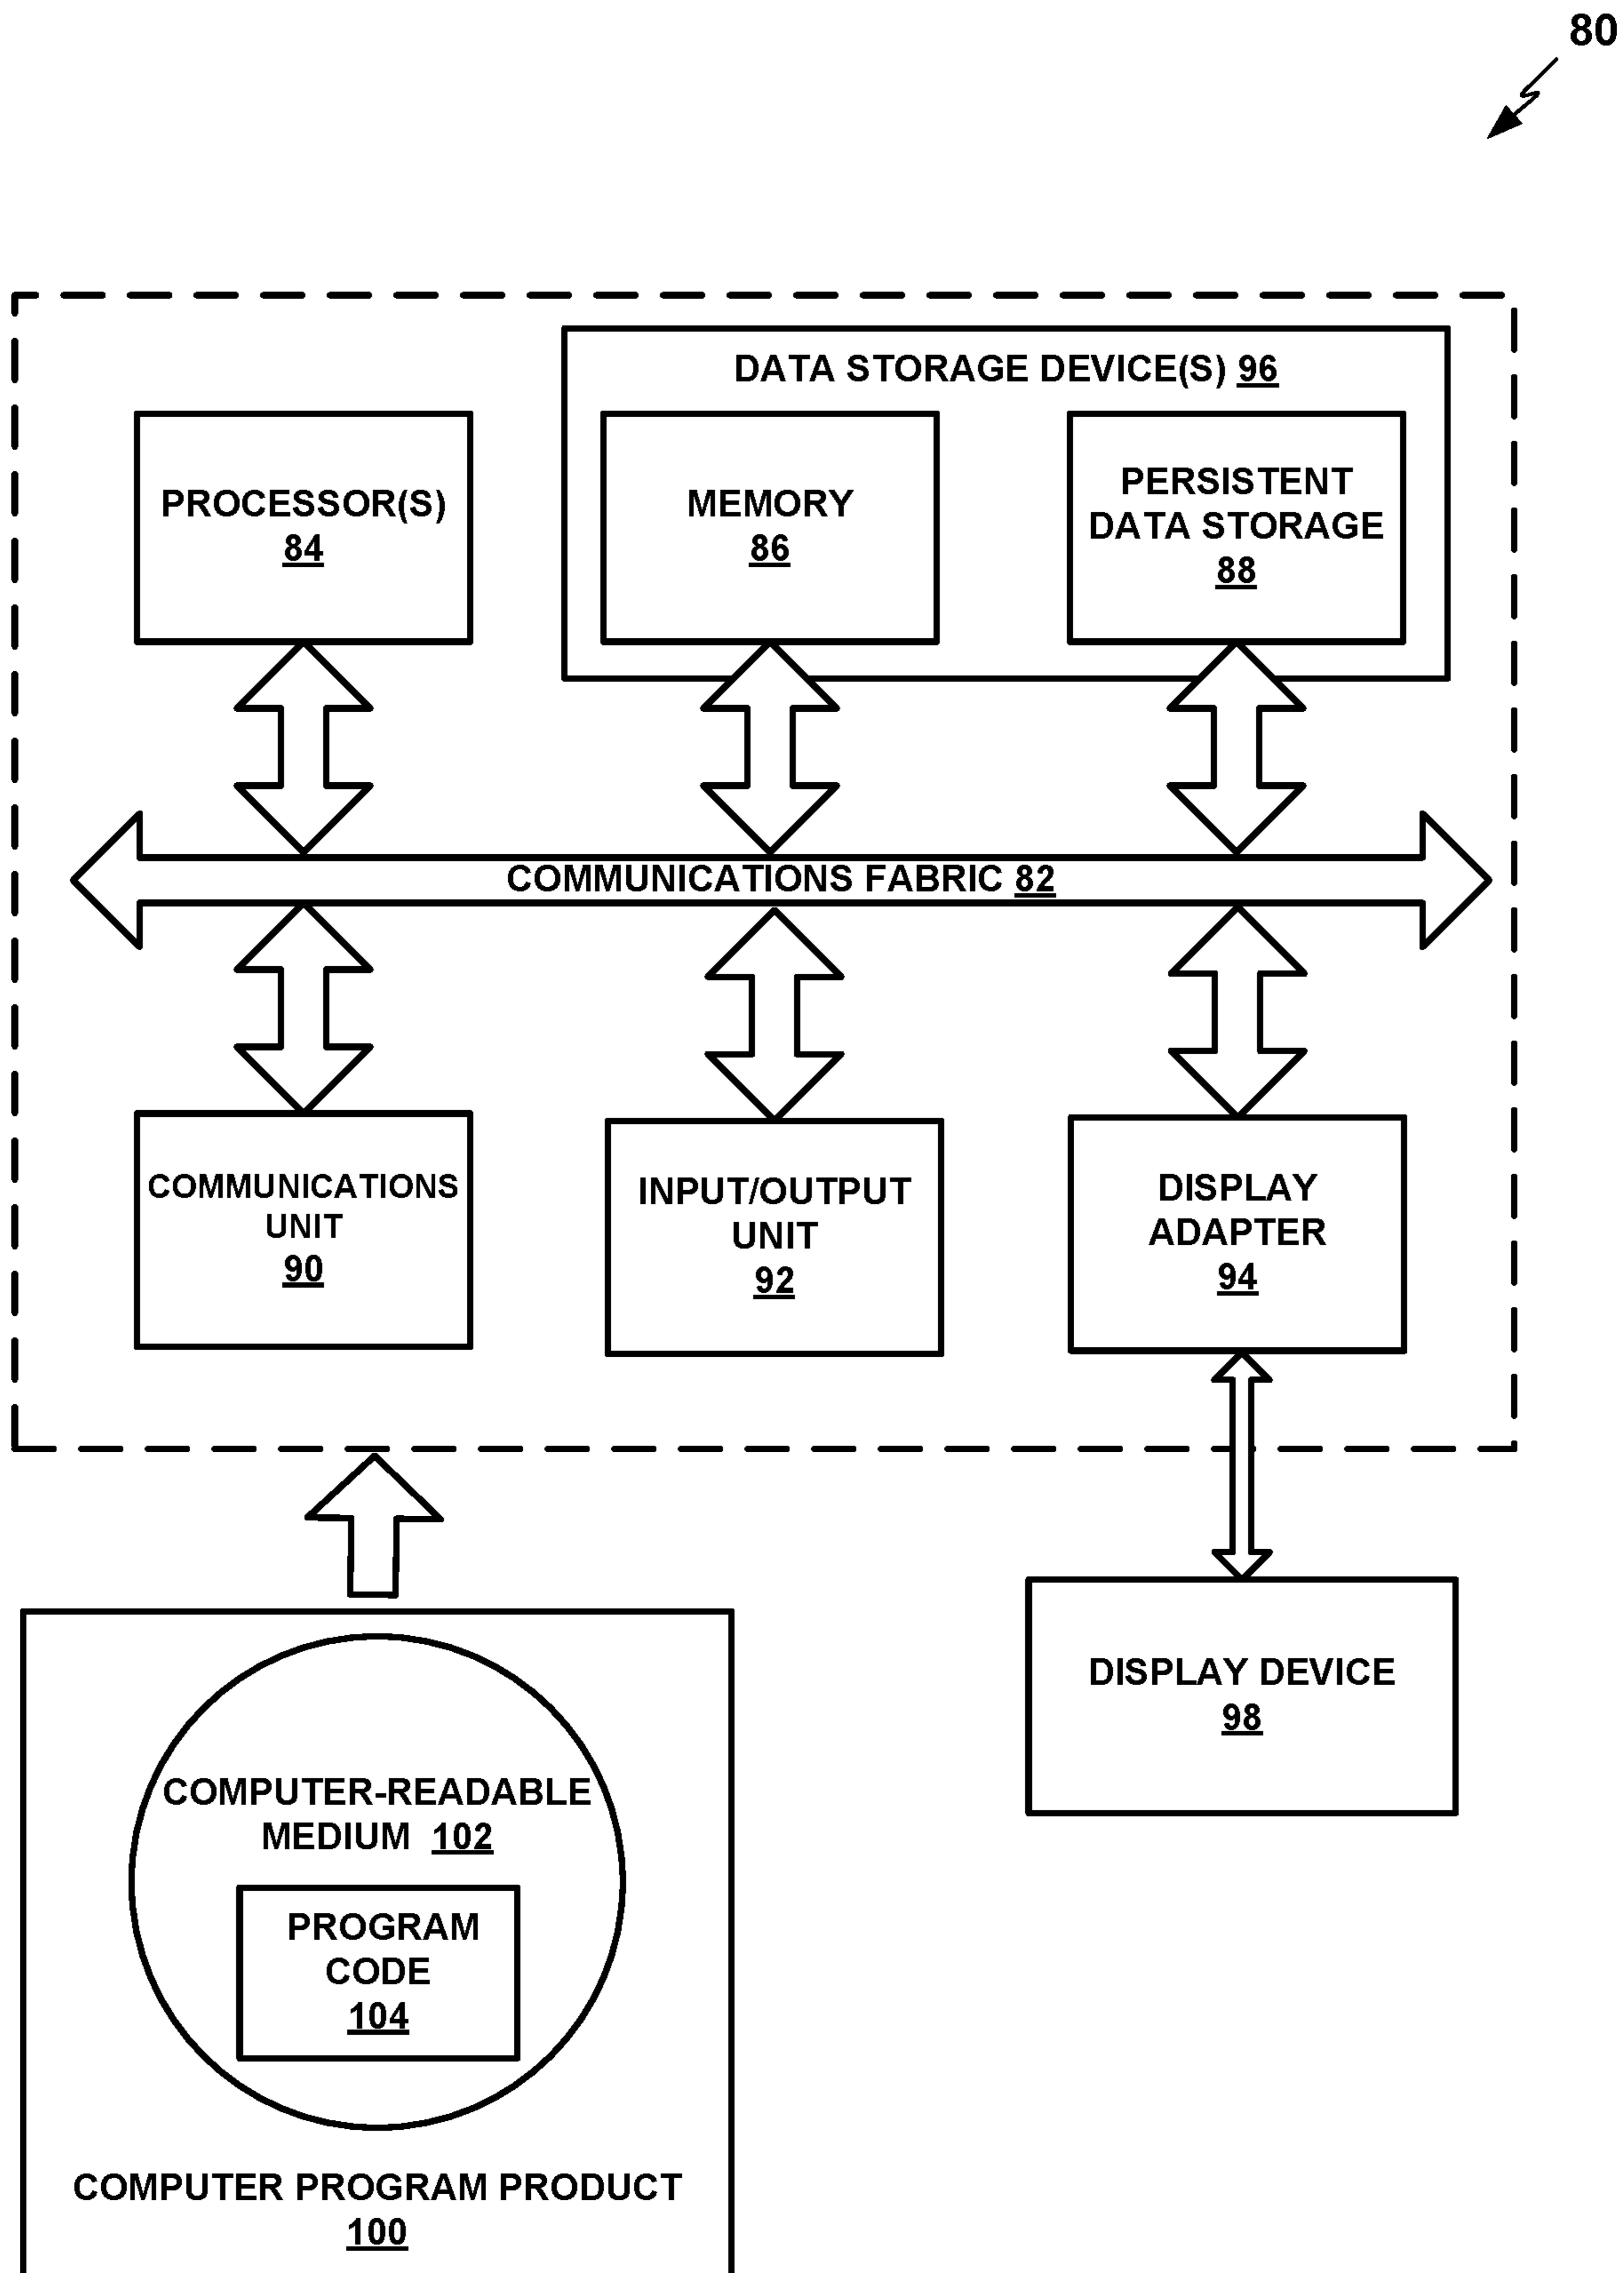 80
DATA STORAGE DEVICE(S) 96
PROCESSOR(S)
84
MEMORY
86
PERSISTENT
DATA STORAGE
88
COMMUNICATIONS FABRIC 82
COMMUNICATIONS
UNIT
90
INPUT/OUTPUT
UNIT
92
DISPLAY
ADAPTER
94
DISPLAY DEVICE
98
COMPUTER-READABLE
MEDIUM 102
PROGRAM
CODE
104
COMPUTER PROGRAM PRODUCT
100